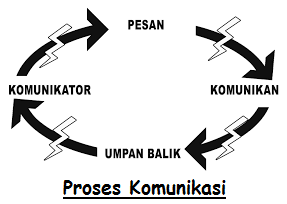 PESAN
KOMUNIKATOR
KOMUNIKAN
UMPAN BALIK
Proses Komunikasi